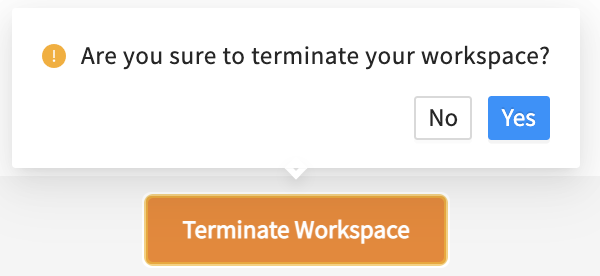 Are you sure to terminate your workspace?
No Yes
Terminate Workspace